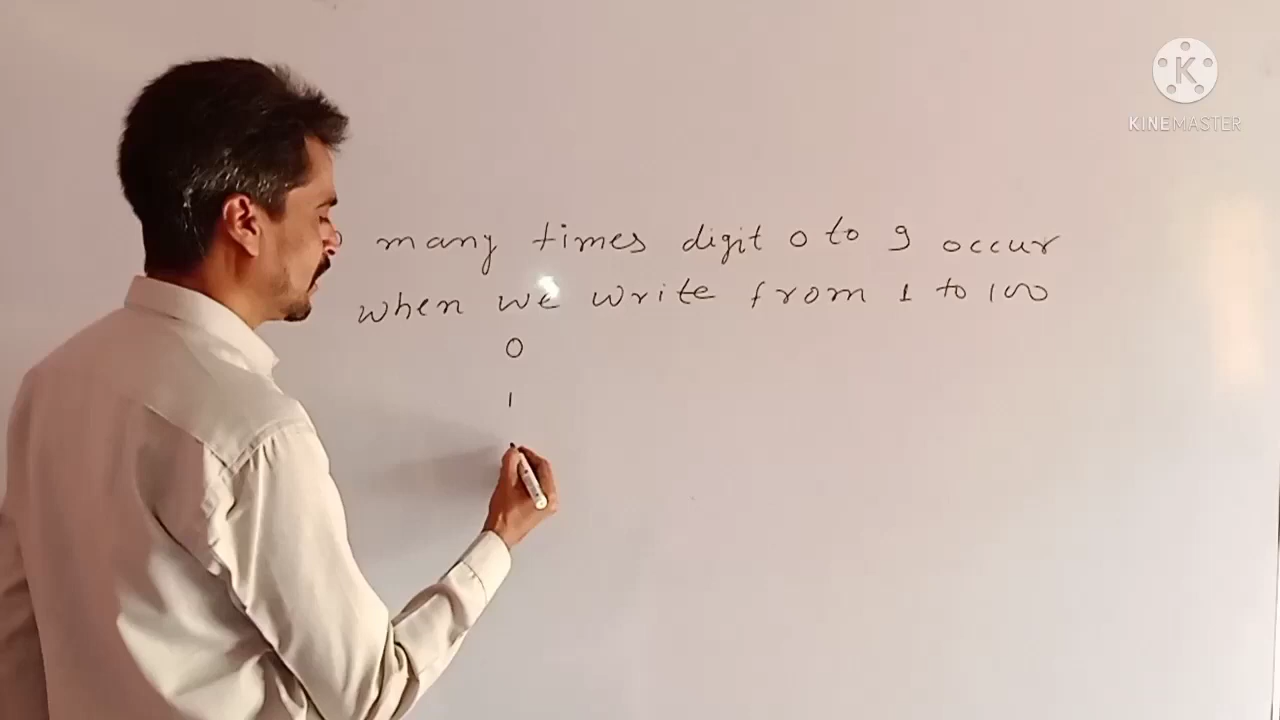 many times digit 0 to 9 occur
when we write from 1 to 100
0
1
KINEMASTER